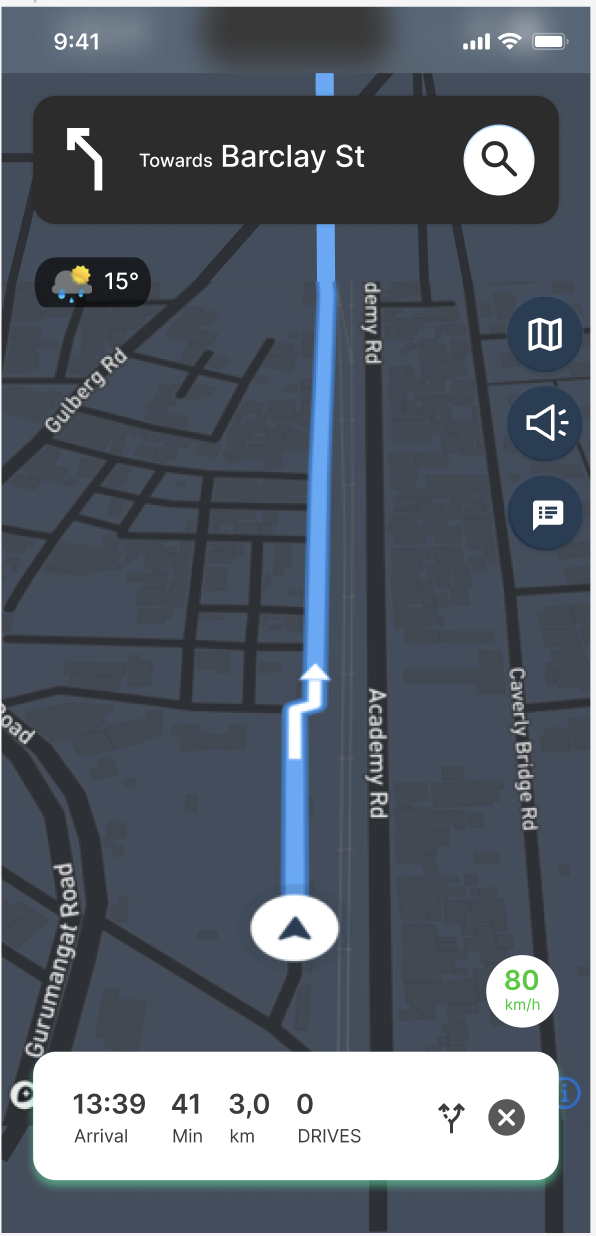 9:41
Towards Barclay St
15°
demy Rd
Gulberg Rd
Caverly Bridge Rd
Academy Rd
oad
Gurumangat Road
80
km/h
13:39 41 3,0 0
Arrival Min km DRIVES